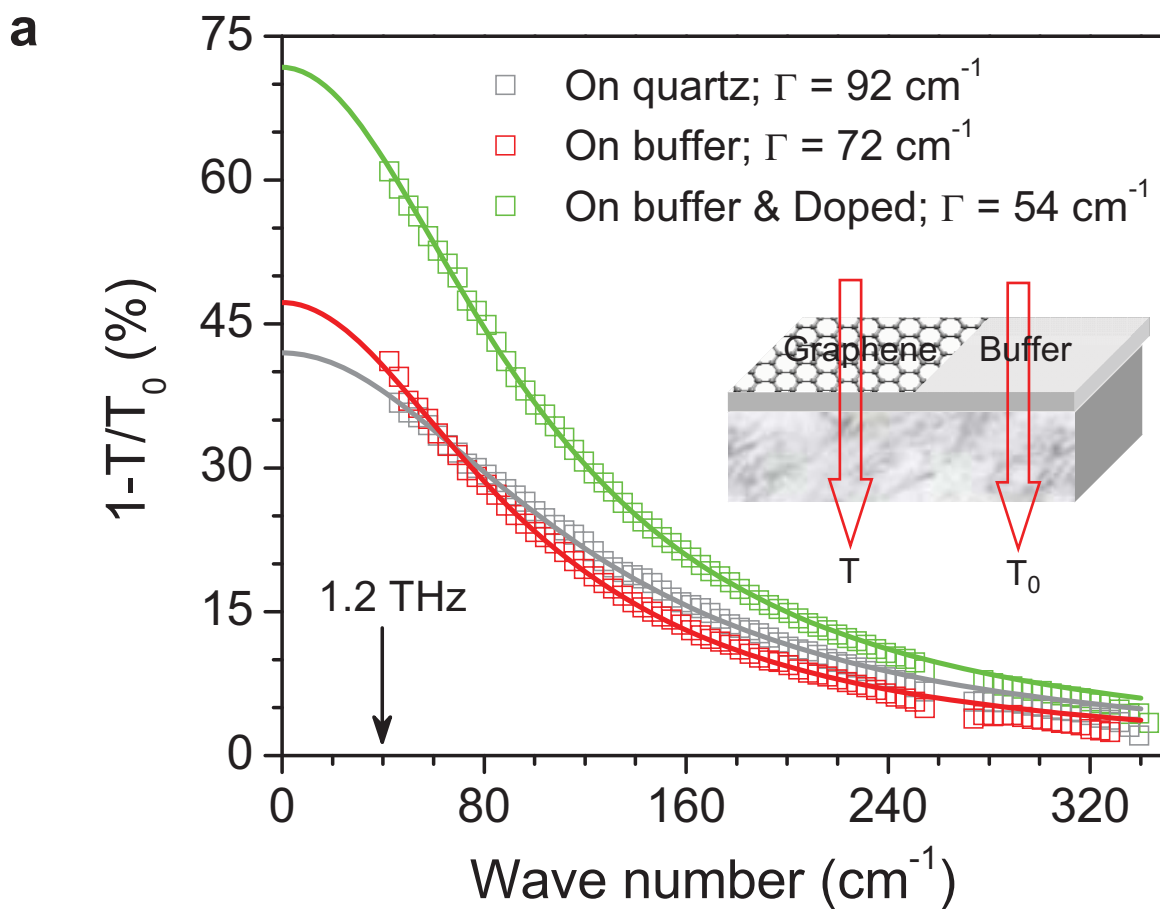 a
75
60
45
30
15
0
1-T/T₀ (%)
□ On quartz; Γ = 92 cm⁻¹
□ On buffer; Γ = 72 cm⁻¹
□ On buffer & Doped; Γ = 54 cm⁻¹
Graphene Buffer
T T₀
1.2 THz
0 80 160 240 320
Wave number (cm⁻¹)